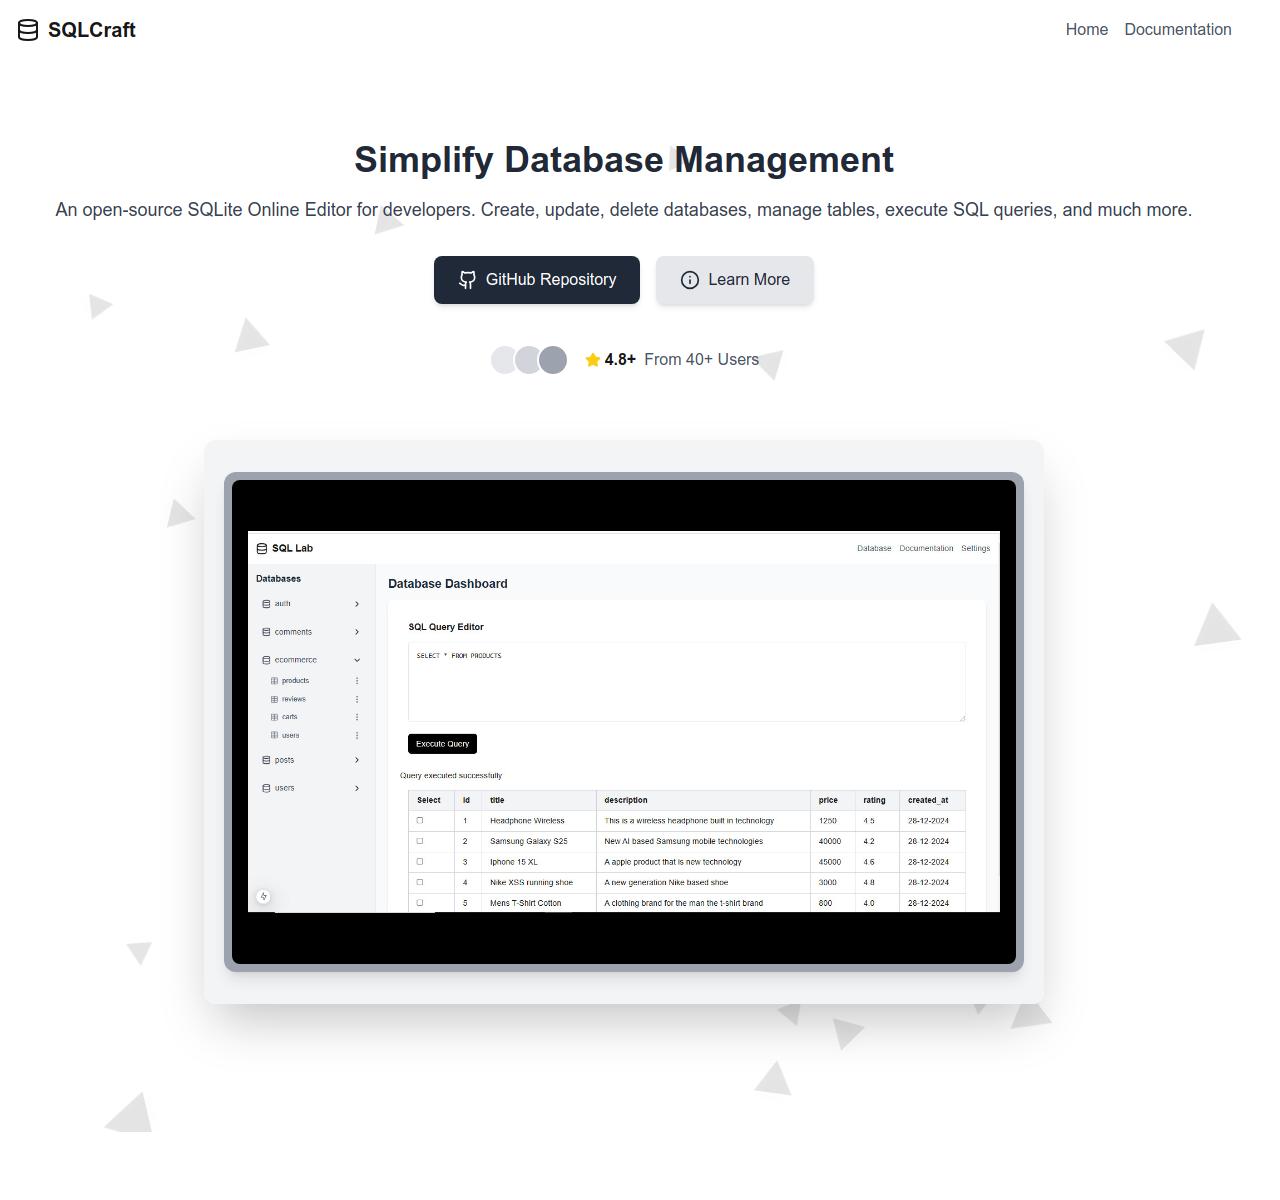 SQLCraft
Home Documentation
Simplify Database Management
An open-source SQLite Online Editor for developers. Create, update, delete databases, manage tables, execute SQL queries, and much more.
GitHub Repository Learn More
4.8+ From 40+ Users
SQL Lab
Database Documentation Settings
Databases
auth
comments
ecommerce
products
reviews
carts
users
posts
users
Database Dashboard
SQL Query Editor
SELECT * FROM PRODUCTS
Execute Query
Query executed successfully
Select id title description price rating created_at
1 Headphone Wireless This is a wireless headphone built in technology 1250 4.5 28-12-2024
2 Samsung Galaxy S25 New AI based Samsung mobile technologies 40000 4.2 28-12-2024
3 Iphone 15 XL A apple product that is new technology 45000 4.6 28-12-2024
4 Nike XSS running shoe A new generation Nike based shoe 3000 4.8 28-12-2024
5 Mens T-Shirt Cotton A clothing brand for the man the t-shirt brand 800 4.0 28-12-2024